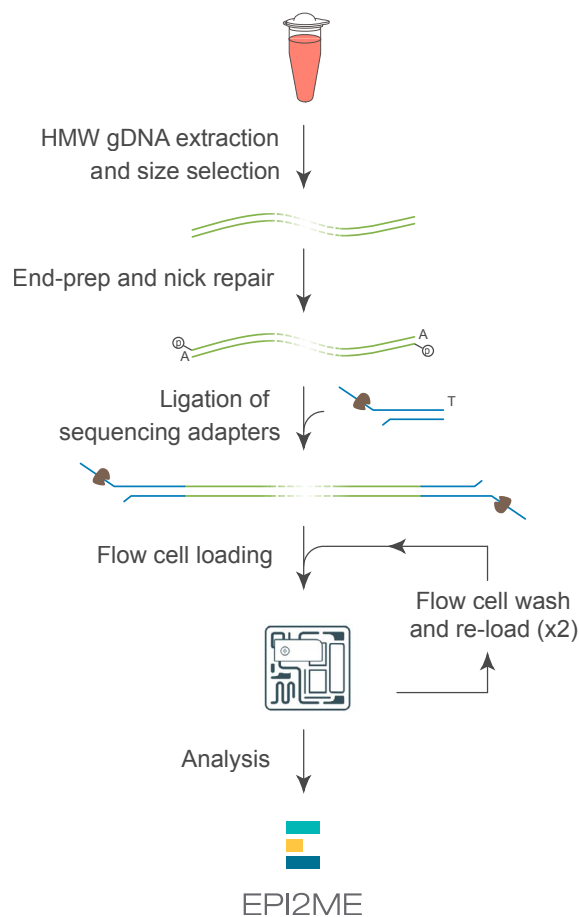 HMW gDNA extraction
and size selection
End-prep and nick repair
p
A
A
p
Ligation of
sequencing adapters
T
Flow cell loading
Flow cell wash
and re-load (x2)
Analysis
EPI2ME